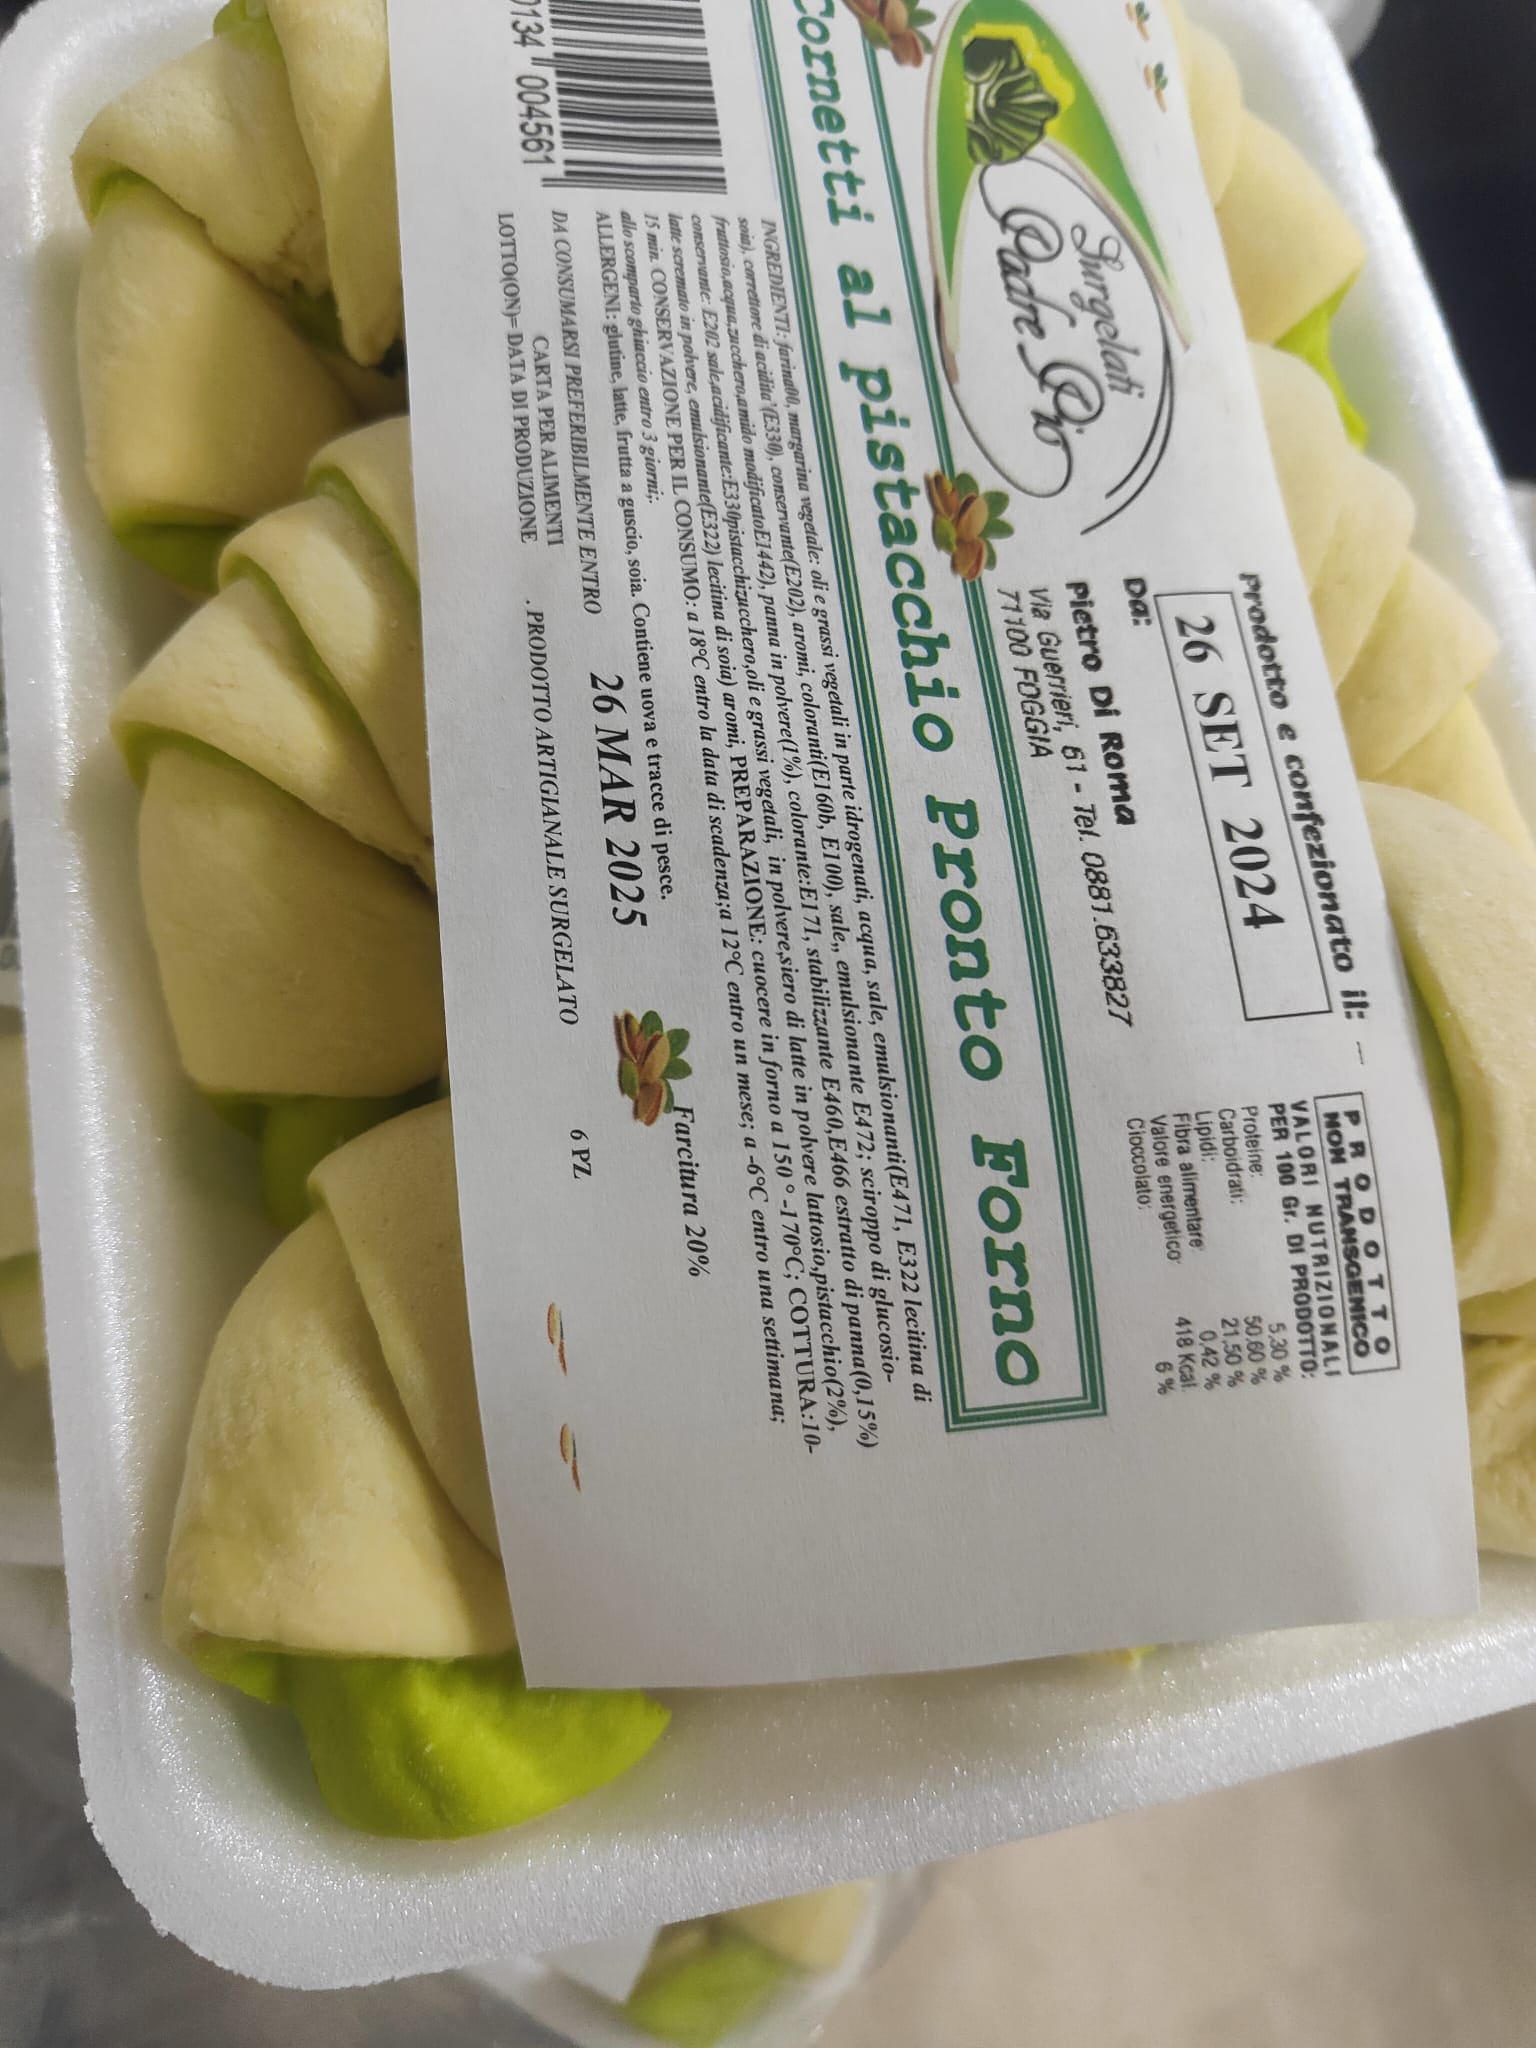 Prodotto e confezionato il:
26 SET 2024
Da:
Pietro Di Roma
Via Guerrieri, 61 - Tel. 0881.633827
71100 FOGGIA
PRODOTTO
NON TRANSGENICO
VALORI NUTRIZIONALI
PER 100 Gr. DI PRODOTTO:
Proteine: 5,30 %
Carboidrati: 50.60 %
Lipidi: 21,50 %
Fibra alimentare 0,42 %
Valore energetico 418 Kcal.
Cioccolato: 6 %
Surgelati
Padre Pio
Cornetti al pistacchio Pronto Forno
INGREDIENTI: farina00, margarina vegetale: oli e grassi vegetali in parte idrogenati, acqua, sale, emulsionanti(E471, E322 lecitina di
soia), correttore di acidita'(E330), conservante(E202), aromi, coloranti(E160b, E100), sale,, emulsionante E472; sciroppo di glucosio-
fruttosio,acqua,zucchero,amido modificatoE1442), panna in polvere(1%), colorante:E171, stabilizzante E460,E466 estratto di panna(0,15%)
conservante: E202 sale,acidificante:E330pistacchizucchero,oli e grassi vegetali, in polvere,siero di latte in polvere lattosio,pistacchio(2%),
latte scremato in polvere, emulsionante(E322) lecitina di soia) aromi, PREPARAZIONE: cuocere in forno a 150 ° -170°C; COTTURA:10-
15 min. CONSERVAZIONE PER IL CONSUMO: a 18°C entro la data di scadenza;a 12°C entro un mese; a -6°C entro una settimana;
allo scomparto ghiaccio entro 3 giorni;.
ALLERGENI: glutine, latte, frutta a guscio, soia. Contiene uova e tracce di pesce.
Farcitura 20%
DA CONSUMARSI PREFERIBILMENTE ENTRO 26 MAR 2025
CARTA PER ALIMENTI
LOTTO(ON)= DATA DI PRODUZIONE
. PRODOTTO ARTIGIANALE SURGELATO
6 PZ
0134 004561